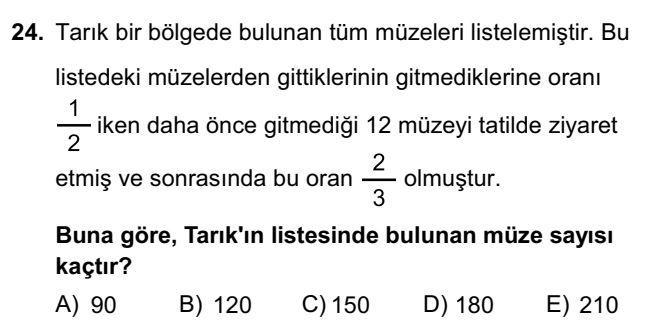 24. Tarık bir bölgede bulunan tüm müzeleri listelemiştir. Bu
listedeki müzelerden gittiklerinin gitmediklerine oranı
1/2 iken daha önce gitmediği 12 müzeyi tatilde ziyaret
etmiş ve sonrasında bu oran 2/3 olmuştur.
Buna göre, Tarık'ın listesinde bulunan müze sayısı
kaçtır?
A) 90 B) 120 C) 150 D) 180 E) 210